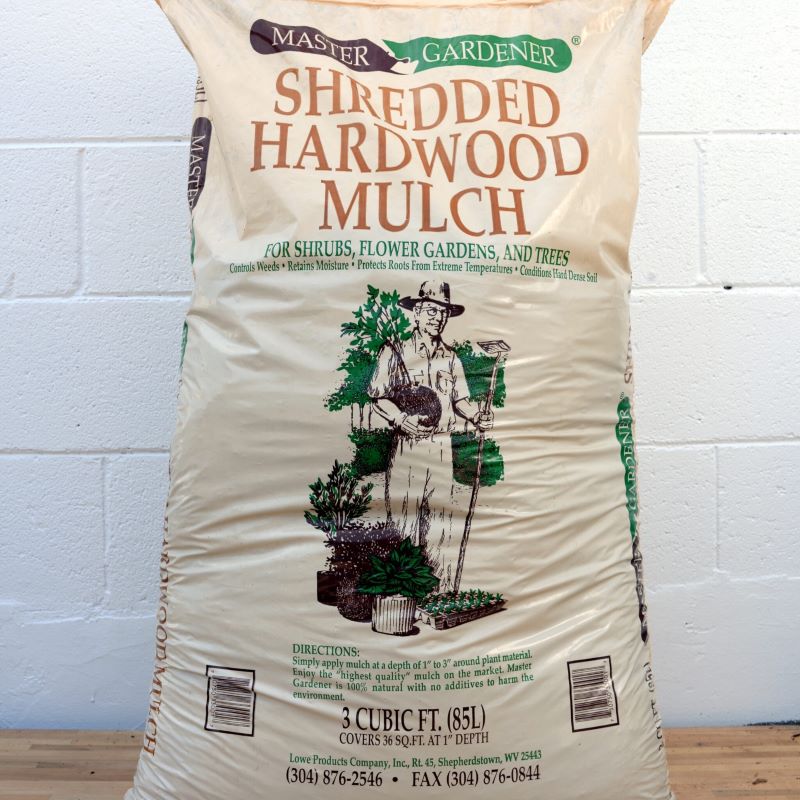 MASTER GARDENER ®
SHREDDED
HARDWOOD
MULCH
FOR SHRUBS, FLOWER GARDENS, AND TREES
Controls Weeds • Retains Moisture • Protects Roots From Extreme Temperatures • Conditions Hard Dense Soil
DIRECTIONS:
Simply apply mulch at a depth of 1" to 3" around plant material.
Enjoy the "highest quality" mulch on the market. Master
Gardener is 100% natural with no additives to harm the
environment.
3 CUBIC FT. (85L)
COVERS 36 SQ.FT. AT 1" DEPTH
Lowe Products Company, Inc., Rt. 45, Shepherdstown, WV 25443
(304) 876-2546 • FAX (304) 876-0844
MASTER
HARDWOOD MULCH
GARDENER